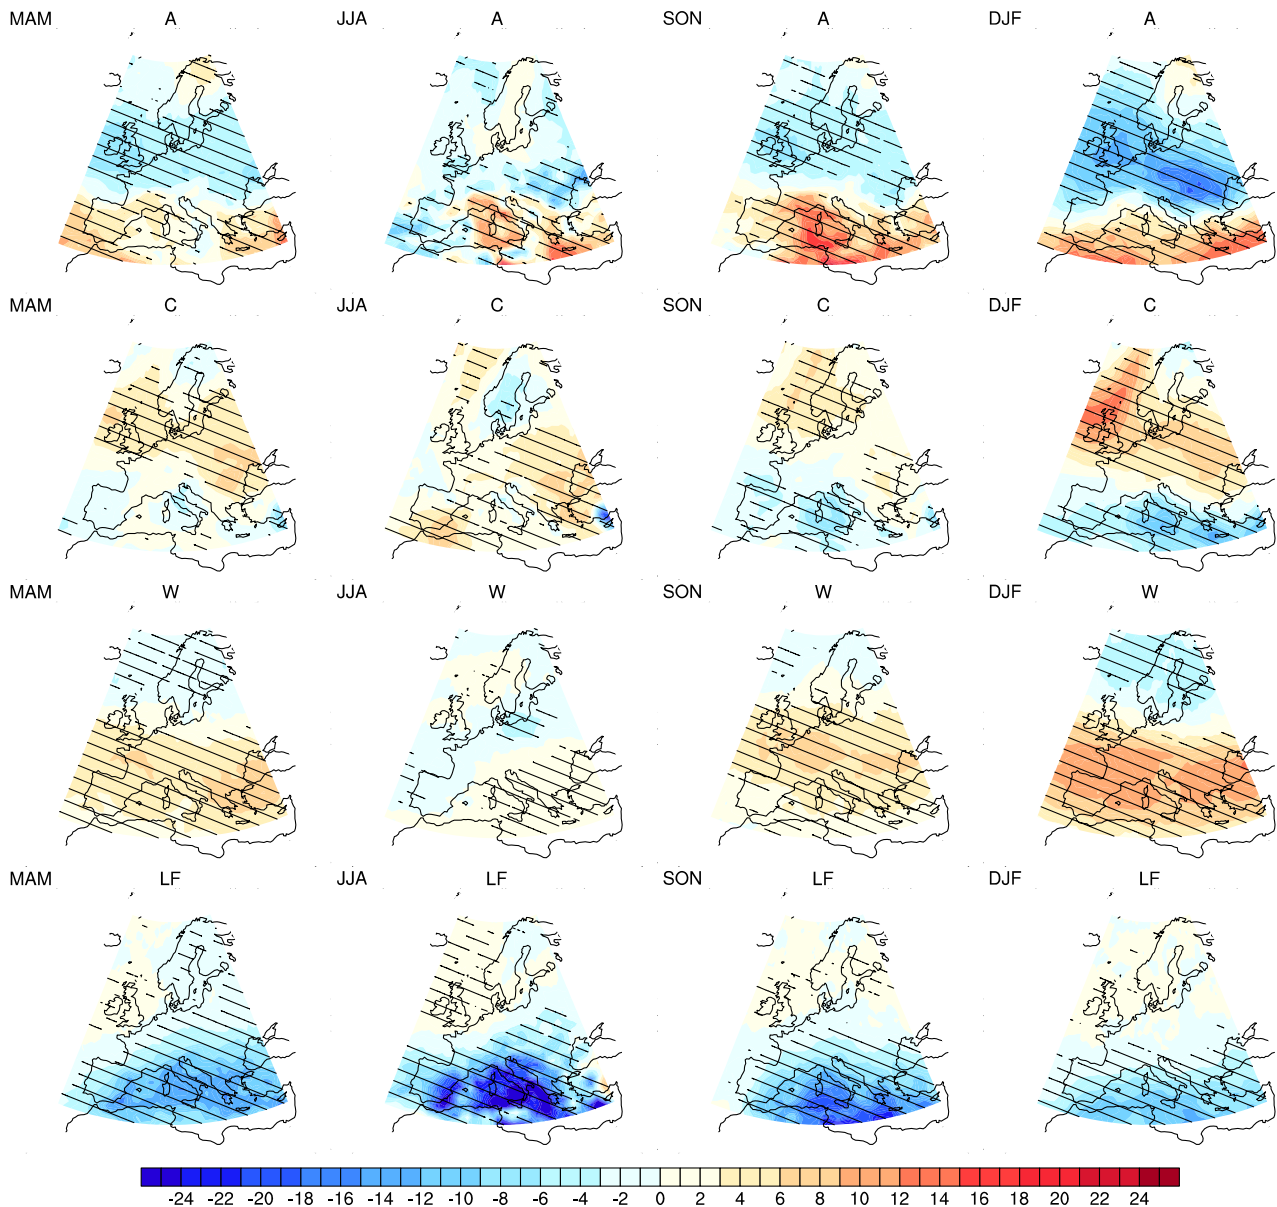 MAM A JJA A SON A DJF A
MAM C JJA C SON C DJF C
MAM W JJA W SON W DJF W
MAM LF JJA LF SON LF DJF LF
-24 -22 -20 -18 -16 -14 -12 -10 -8 -6 -4 -2 0 2 4 6 8 10 12 14 16 18 20 22 24